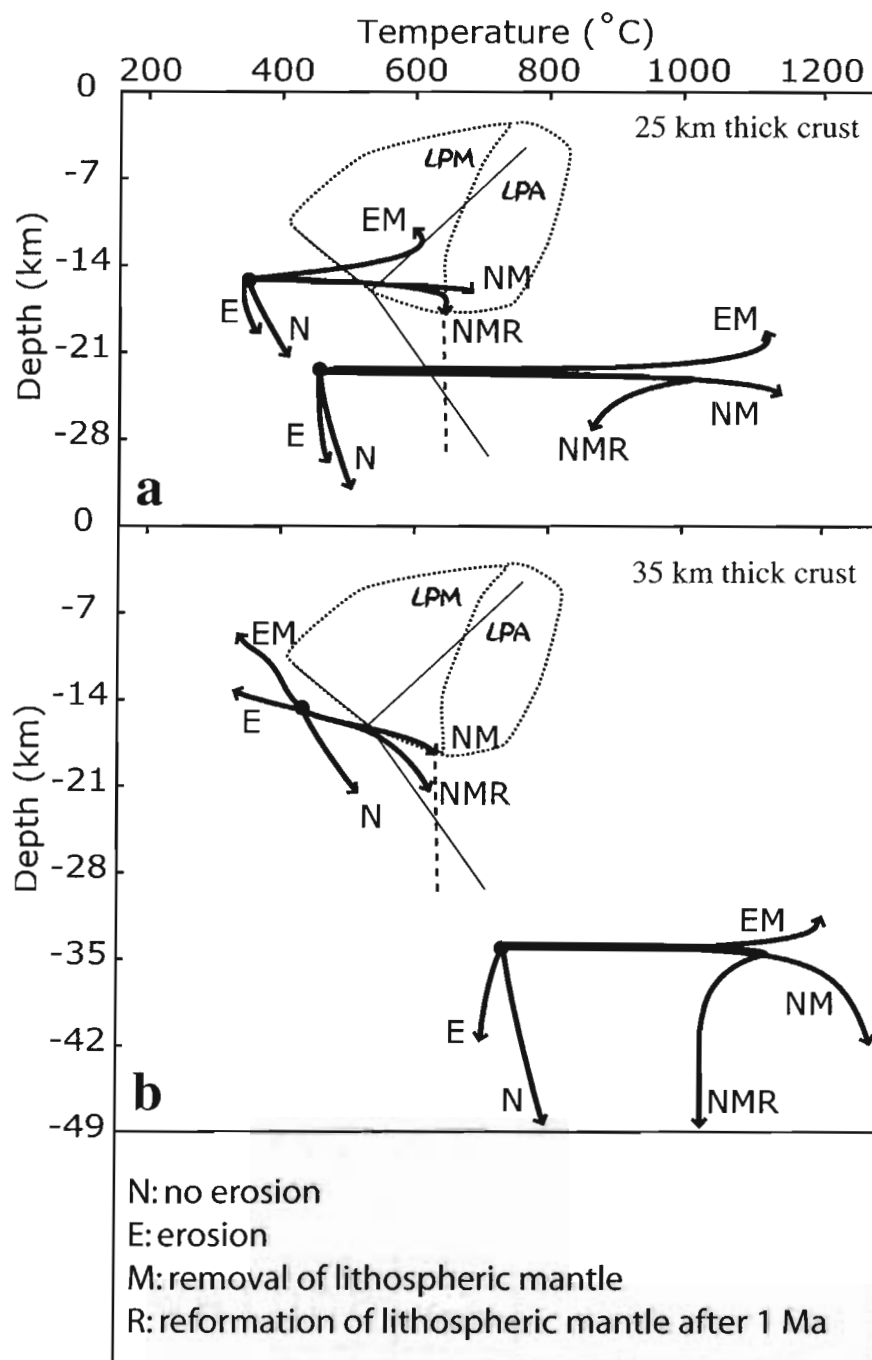 Temperature (°C)
200 400 600 800 1000 1200
0
25 km thick crust
LPM
-7
LPA
EM
-14
NM
E
N
NMR
EM
-21
Depth (km)
NM
-28
E
N
NMR
a
0
35 km thick crust
LPM
-7
EM
LPA
-14
E
NM
-21
N
NMR
Depth (km)
-28
EM
-35
NM
E
-42
b
N
NMR
-49
N: no erosion
E: erosion
M: removal of lithospheric mantle
R: reformation of lithospheric mantle after 1 Ma